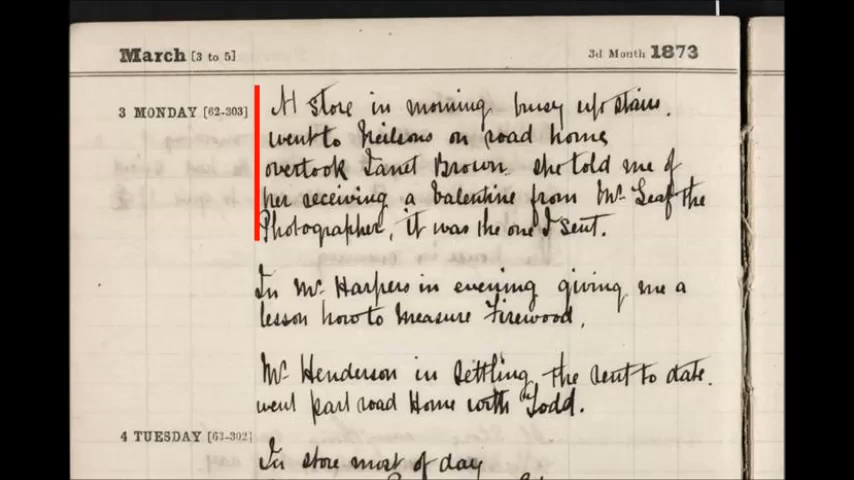 March [3 to 5] 3d Month 1873
3 MONDAY [62-303] At store in morning busy up stairs.
went to Neilsons on road home
overtook Janet Brown. she told me of
her receiving a Valentine from Mr. Leaf the
Photographer, it was the one I sent.
In Mr. Harpers in evening giving me a
lesson how to measure Firewood.
Mr. Henderson in settling the rent to date.
went part road Home with Todd.
4 TUESDAY [63-302]
In store most of day